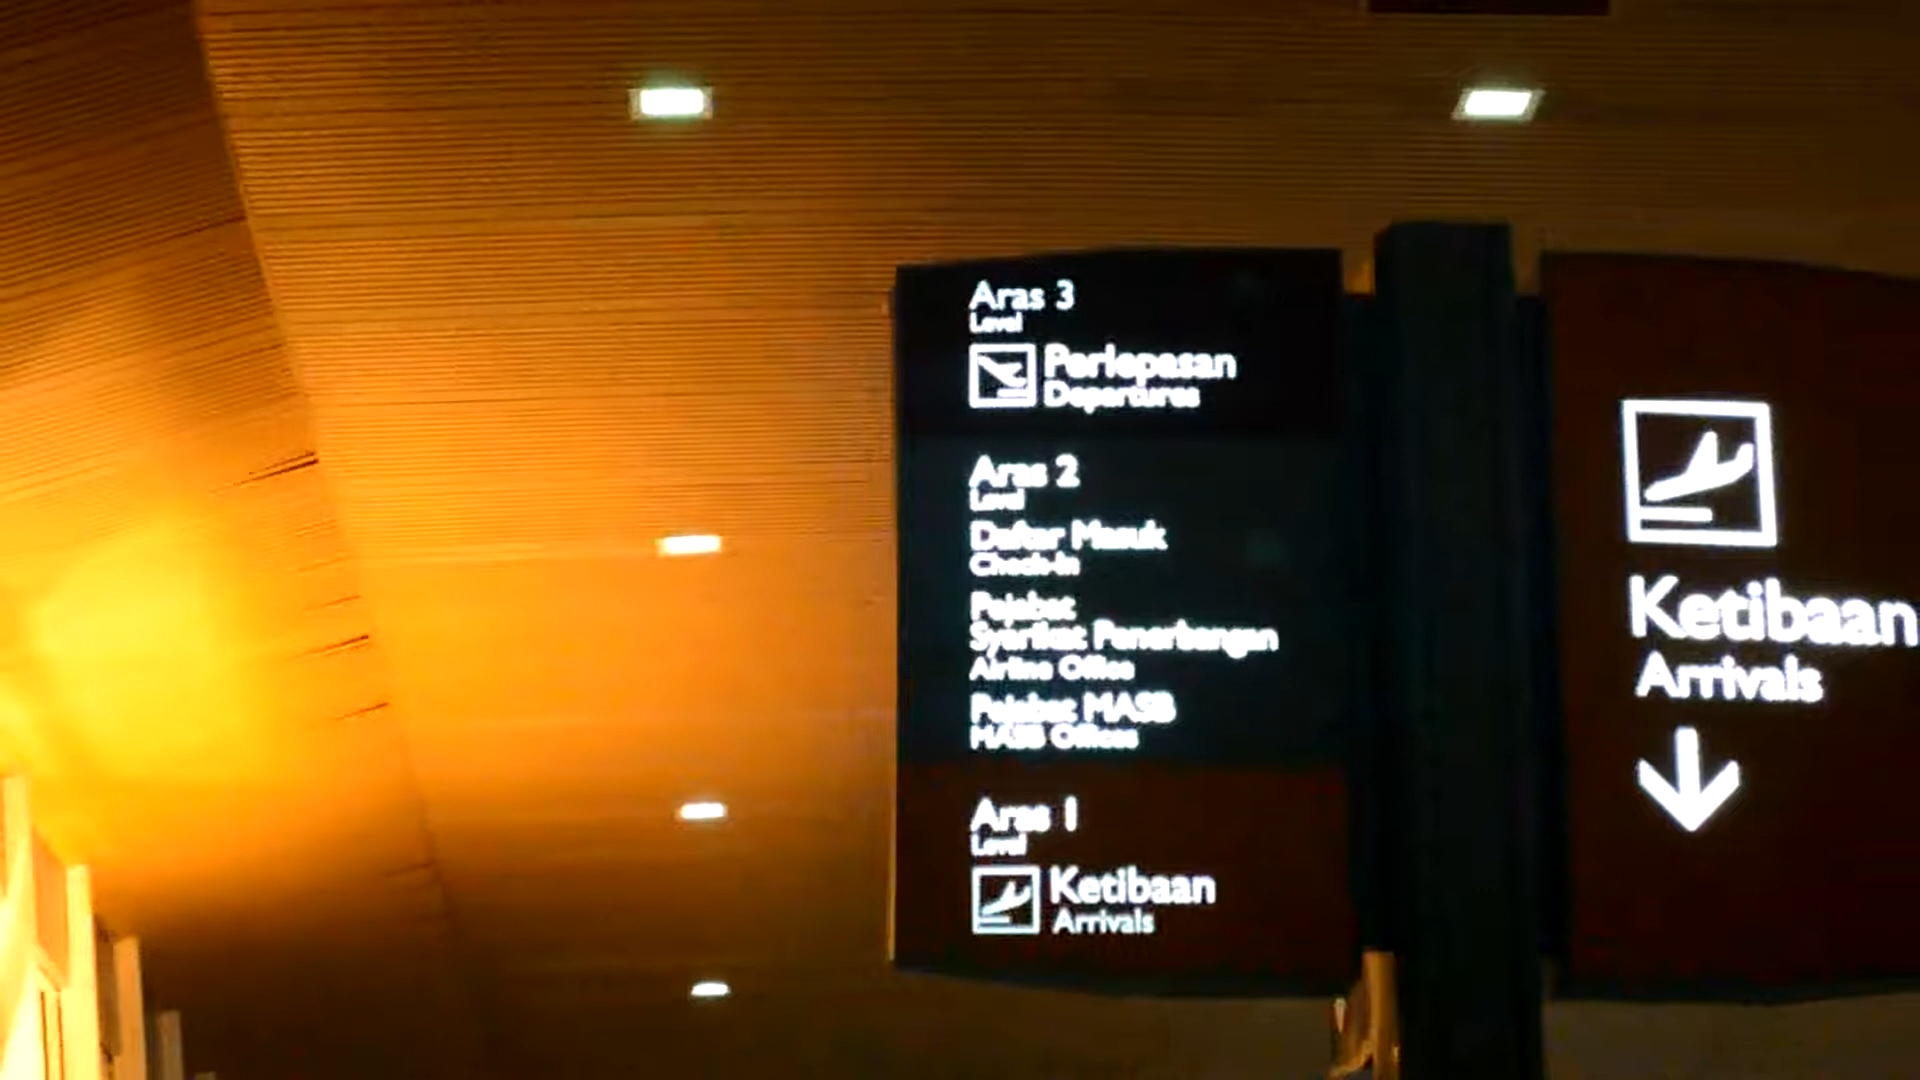 Aras 3
Level
Perlepasan
Departures
Aras 2
Level
Daftar Masuk
Check-In
Pejabat
Syarikat Penerbangan
Airline Office
Pejabat MASB
MASB Offices
Aras 1
Level
Ketibaan
Arrivals
Ketibaan
Arrivals